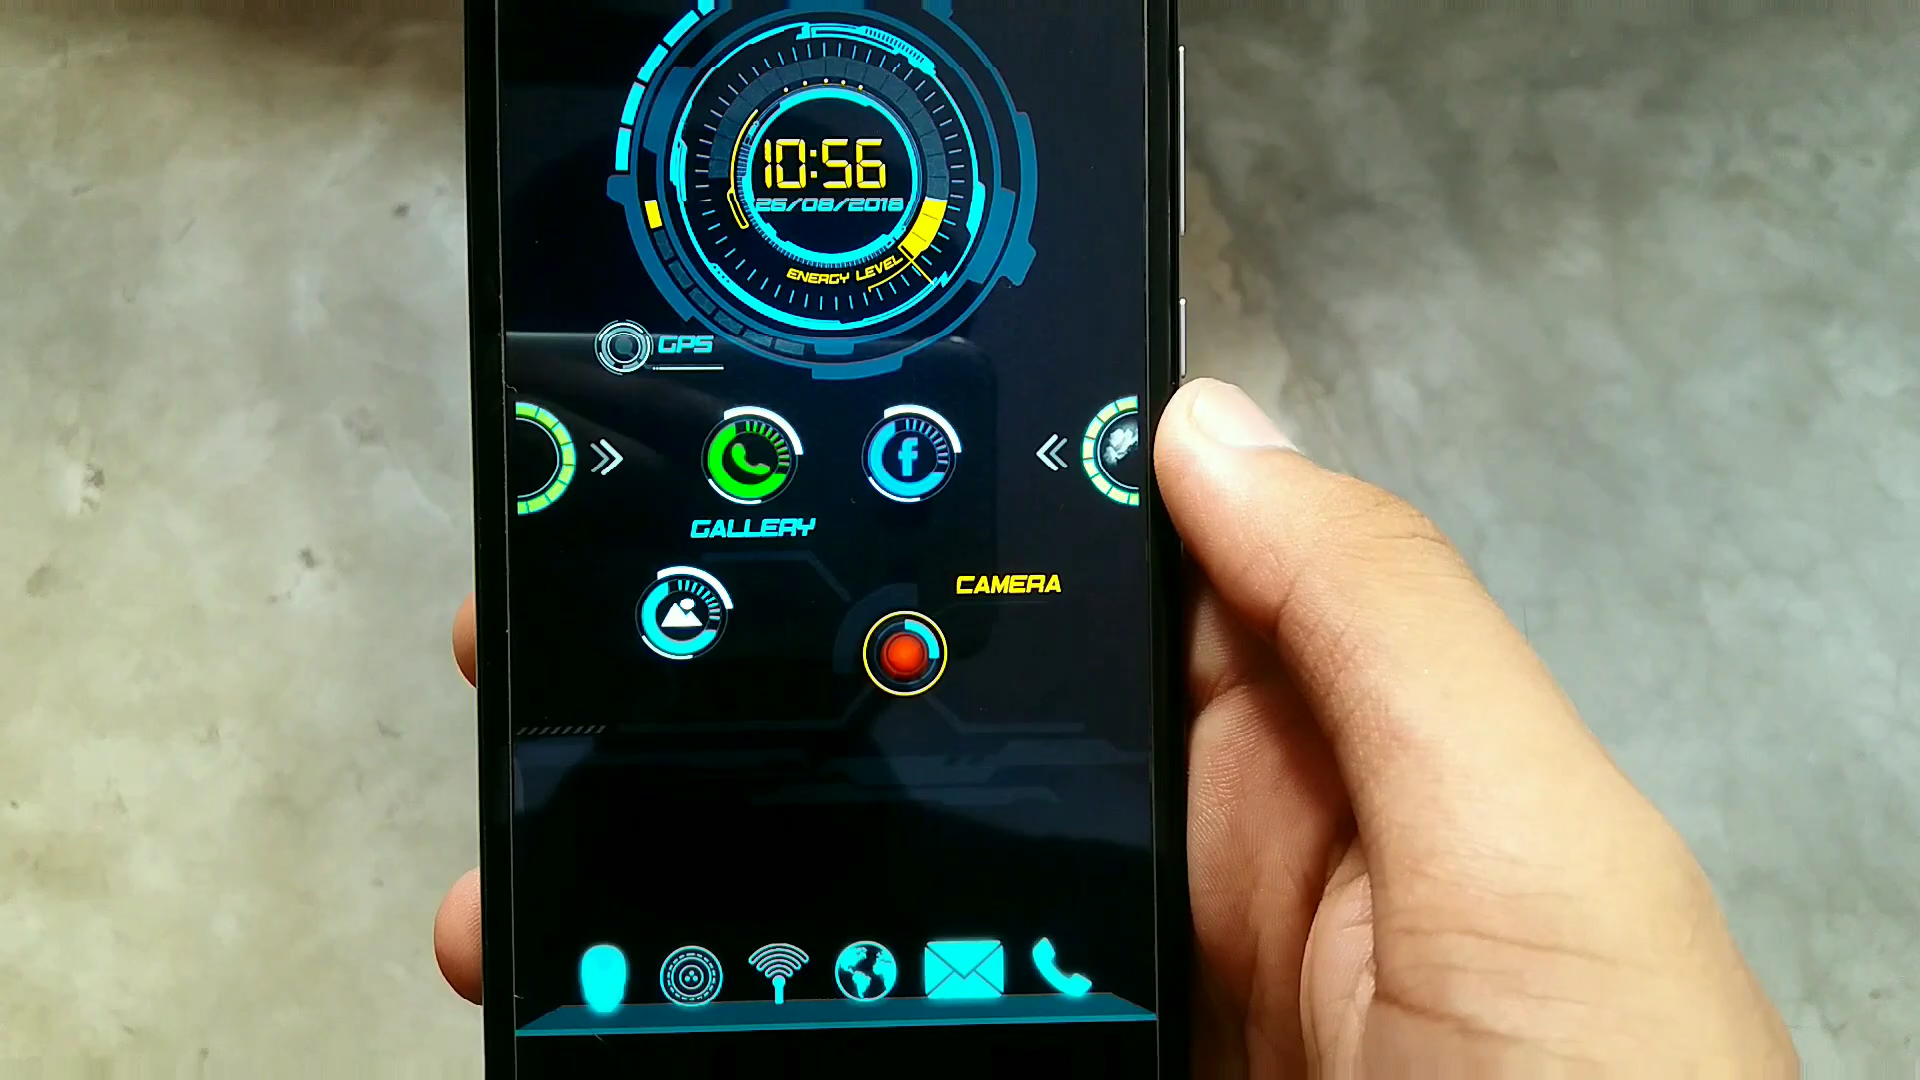 10:56
26/08/2018
ENERGY LEVEL
GPS
f
GALLERY
CAMERA